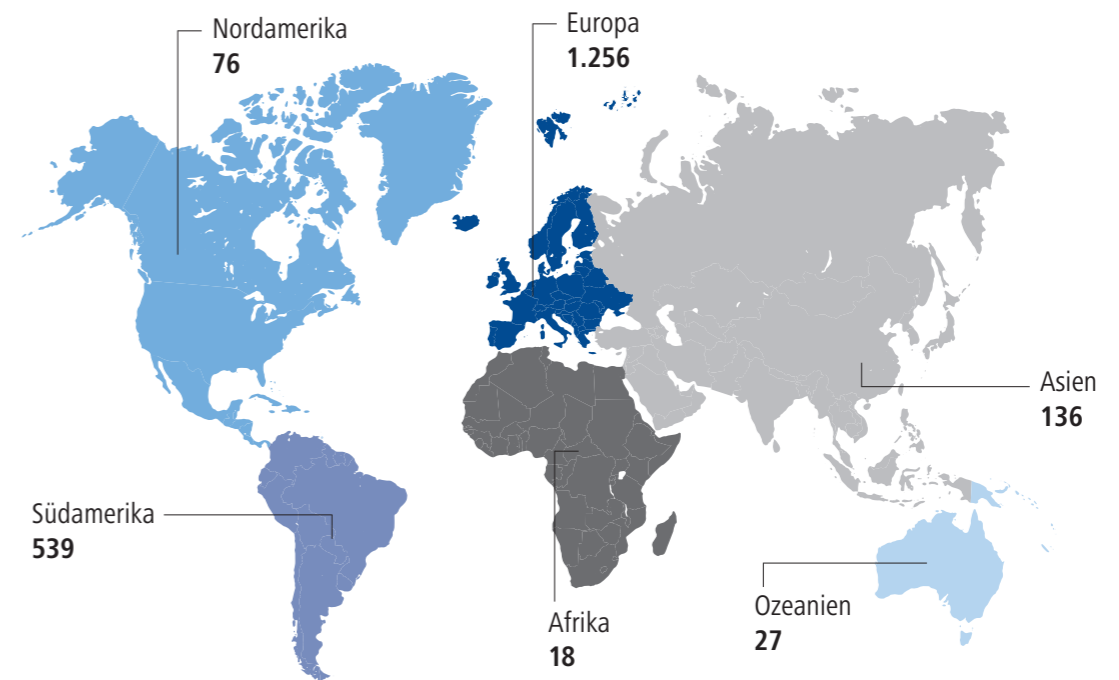 Nordamerika
76
Europa
1.256
Asien
136
Südamerika
539
Afrika
18
Ozeanien
27